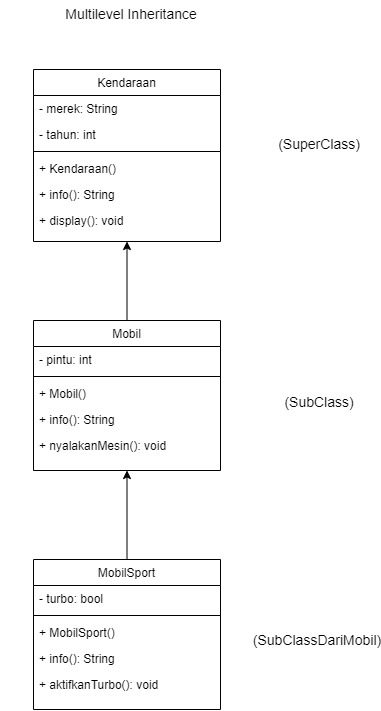 Multilevel Inheritance
Kendaraan
- merek: String
- tahun: int
(SuperClass)
+ Kendaraan()
+ info(): String
+ display(): void
Mobil
- pintu: int
+ Mobil()
(SubClass)
+ info(): String
+ nyalakanMesin(): void
MobilSport
- turbo: bool
+ MobilSport()
(SubClassDariMobil)
+ info(): String
+ aktifkanTurbo(): void